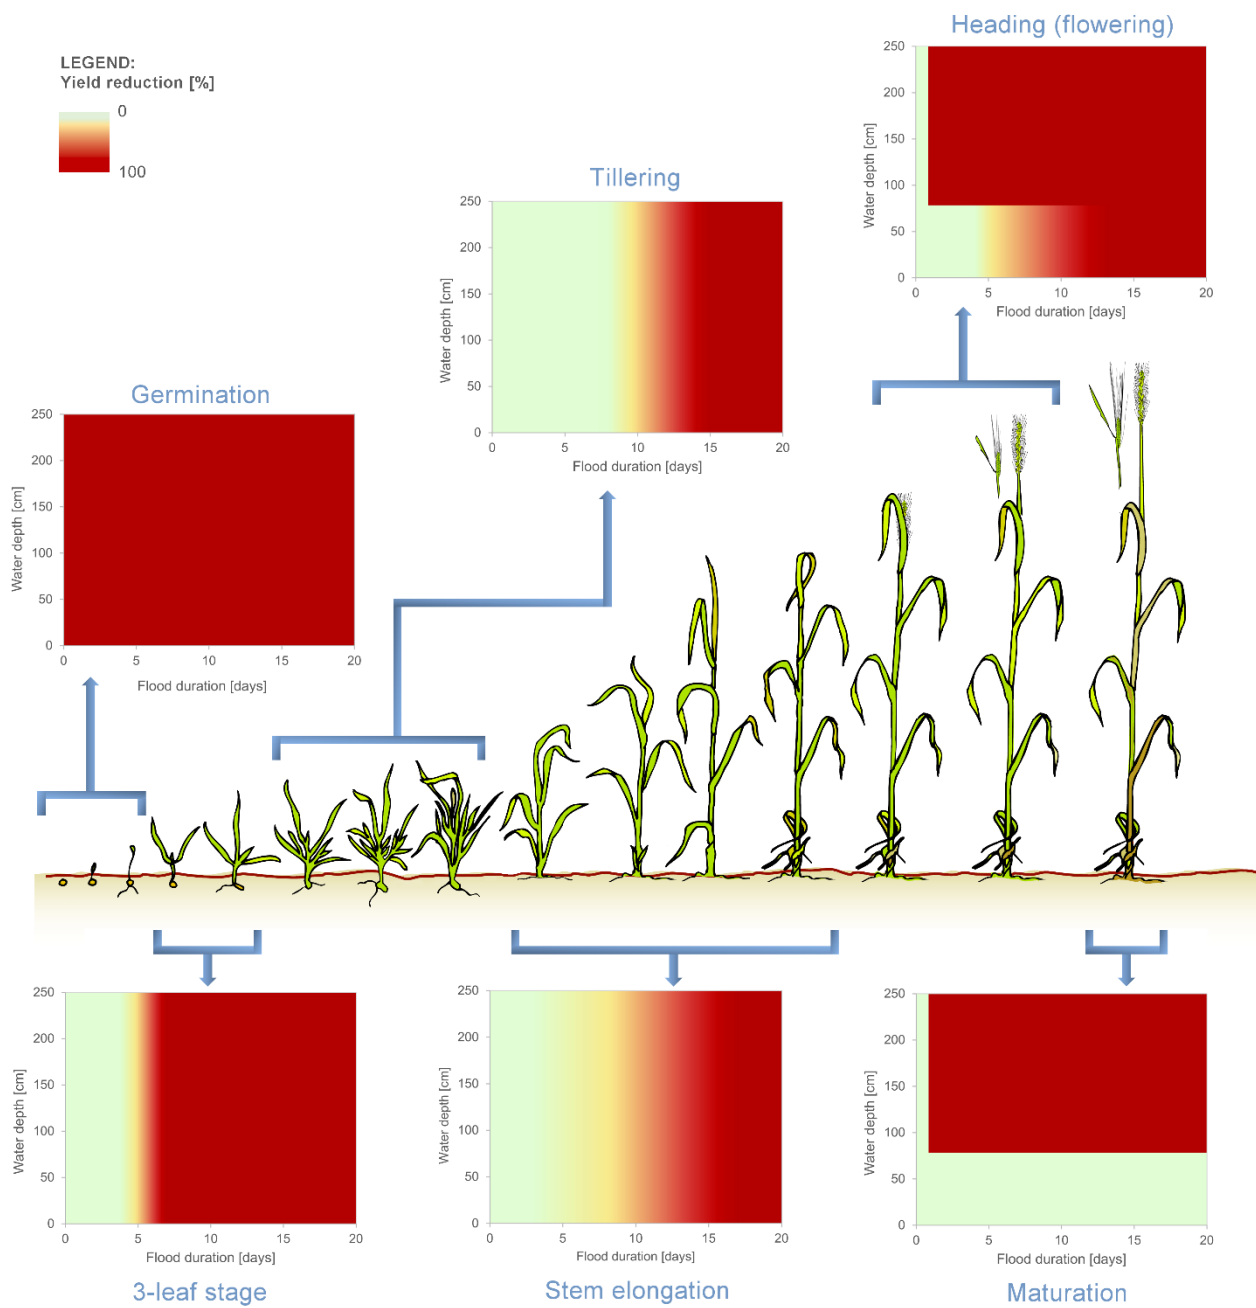 Heading (flowering)
LEGEND:
Yield reduction [%]
0
100
250
200
150
100
50
0
Water depth [cm]
0 5 10 15 20
Flood duration [days]
Tillering
250
200
150
100
50
0
Water depth [cm]
0 5 10 15 20
Flood duration [days]
Germination
250
200
150
100
50
0
Water depth [cm]
0 5 10 15 20
Flood duration [days]
250
200
150
100
50
0
Water depth [cm]
0 5 10 15 20
Flood duration [days]
3-leaf stage
250
200
150
100
50
0
Water depth [cm]
0 5 10 15 20
Flood duration [days]
Stem elongation
250
200
150
100
50
0
Water depth [cm]
0 5 10 15 20
Flood duration [days]
Maturation